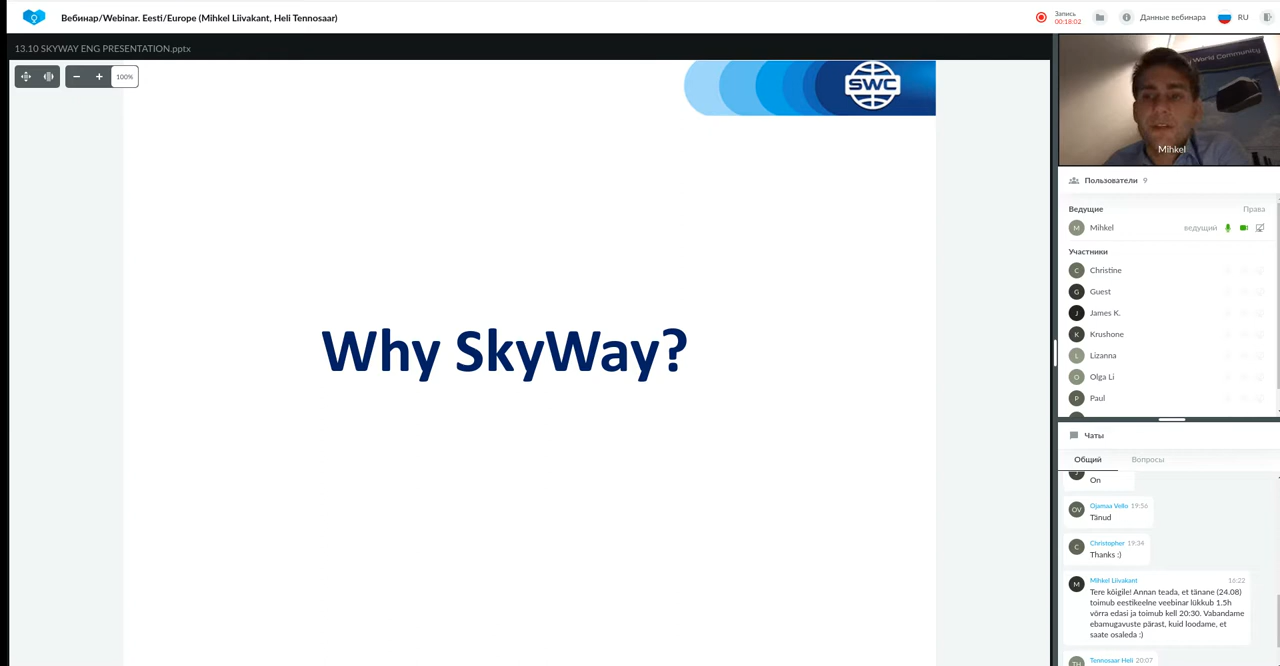 Вебинар/Webinar. Eesti/Europe (Mihkel Liivakant, Heli Tennosaar)
Запись
00:18:02
Данные вебинара
RU
13.10 SKYWAY ENG PRESENTATION.pptx
100%
SWC
Why SkyWay?
World Community
Mihkel
Пользователи 9
Ведущие
Права
M
Mihkel
ведущий
Участники
C
Christine
G
Guest
J
James K.
K
Krushone
L
Lizanna
O
Olga Li
P
Paul
Чаты
Общий
Вопросы
On
OV
Ojamaa Vello 19:56
Tänud
C
Christopher 19:34
Thanks :)
M
Mihkel Liivakant 16:22
Tere kõigile! Annan teada, et tänane (24.08)
toimub eestikeelne veebinar lükkub 1.5h
võrra edasi ja toimub kell 20:30. Vabandame
ebamugavuste pärast, kuid loodame, et
saate osaleda :)
TH
Tennosaar Heli 20:07